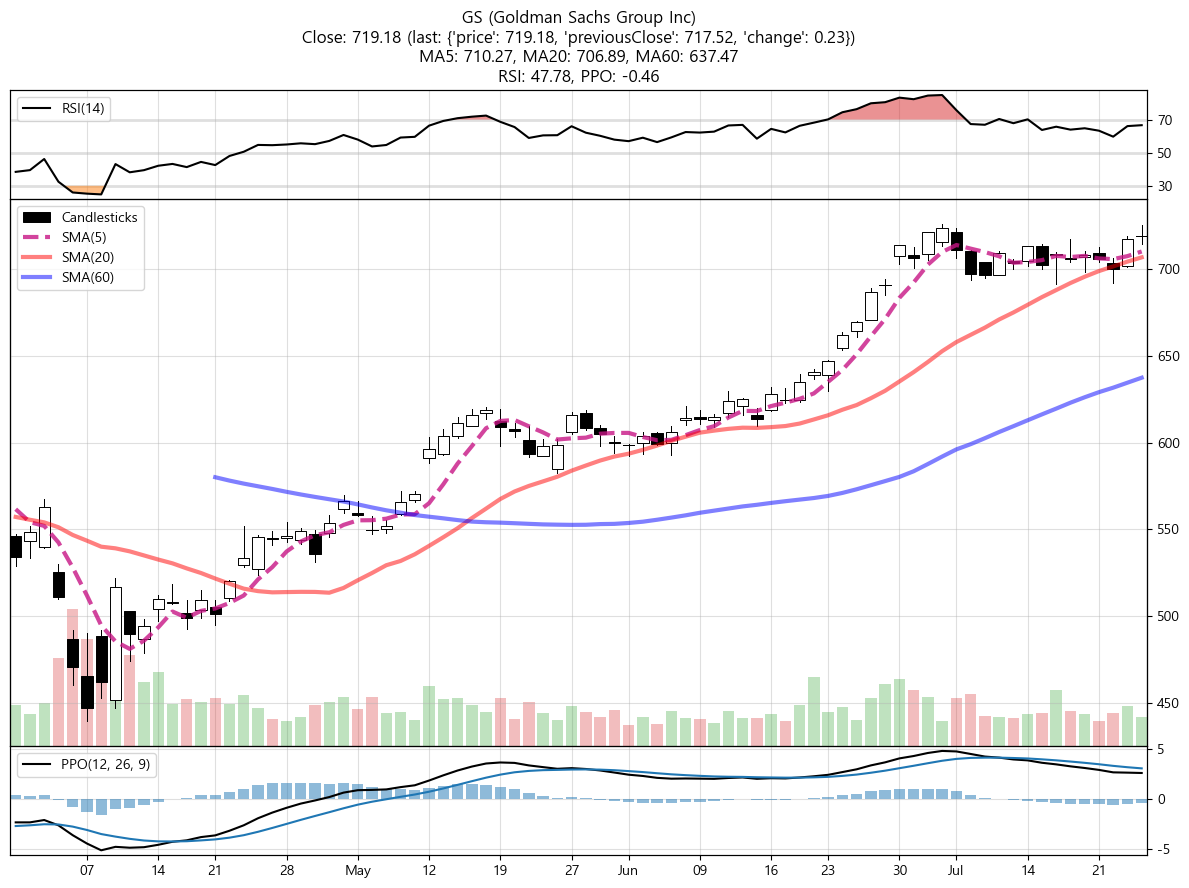 GS (Goldman Sachs Group Inc)
Close: 719.18 (last: {'price': 719.18, 'previousClose': 717.52, 'change': 0.23})
MA5: 710.27, MA20: 706.89, MA60: 637.47
RSI: 47.78, PPO: -0.46
RSI(14)
70
50
30
Candlesticks
SMA(5)
SMA(20)
SMA(60)
700
650
600
550
500
450
PPO(12, 26, 9)
5
0
-5
07 14 21 28 May 12 19 27 Jun 09 16 23 30 Jul 14 21